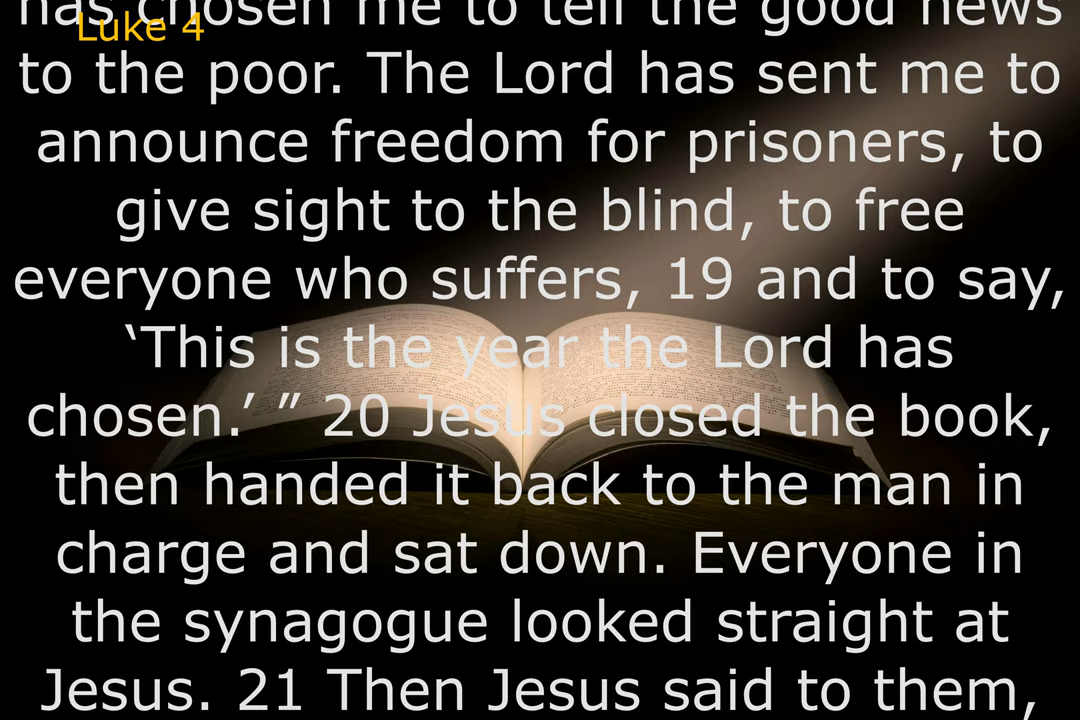 has chosen me to tell the good news
Luke 4
to the poor. The Lord has sent me to
announce freedom for prisoners, to
give sight to the blind, to free
everyone who suffers, 19 and to say,
‘This is the year the Lord has
chosen.’ ” 20 Jesus closed the book,
then handed it back to the man in
charge and sat down. Everyone in
the synagogue looked straight at
Jesus. 21 Then Jesus said to them,